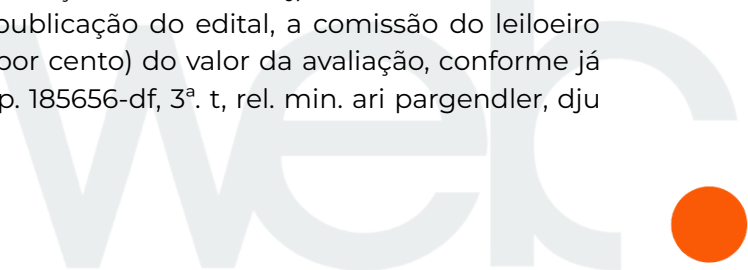 publicação do edital, a comissão do leiloeiro
por cento) do valor da avaliação, conforme já
p. 185656-df, 3ª. t, rel. min. ari pargendler, dju
web.